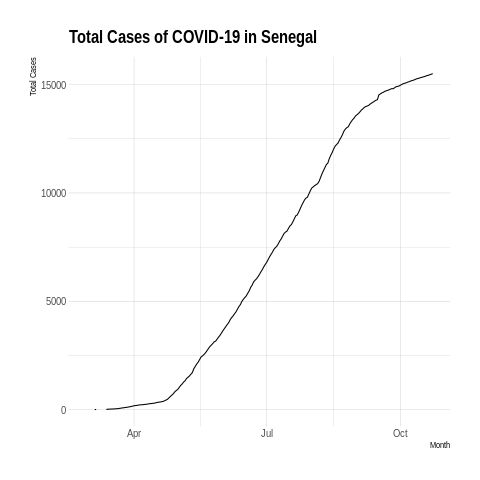 Total Cases of COVID-19 in Senegal
Total Cases
15000
10000
5000
0
Apr
Jul
Oct
Month